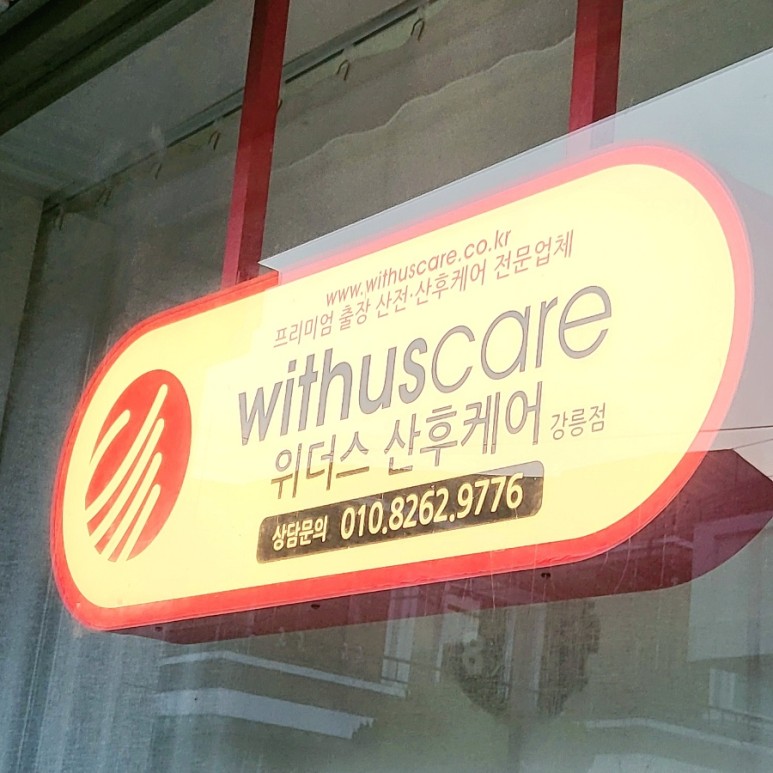 www.withuscare.co.kr
프리미엄 출장 산전·산후케어 전문업체
withuscare
위더스 산후케어 강릉점
상담문의 010.8262.9776